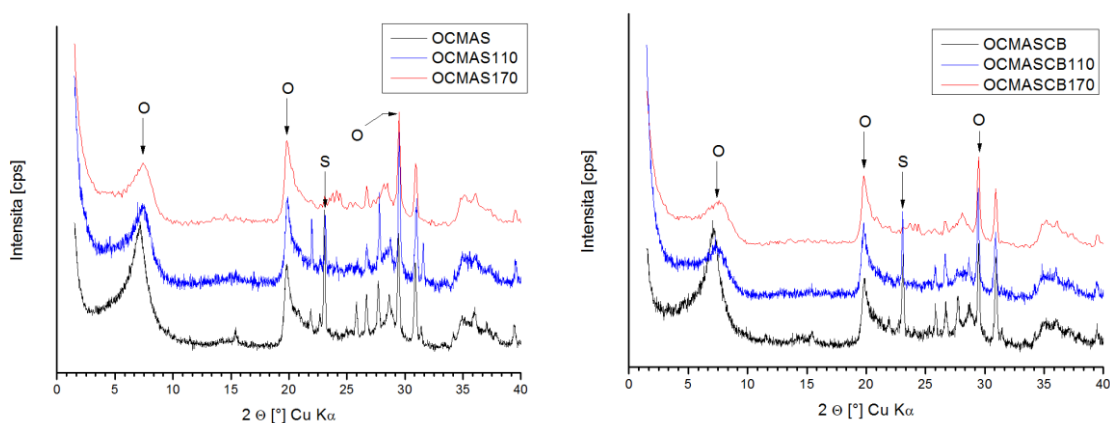 OCMAS
OCMAS110
OCMAS170
O
O
O
S
Intensita [cps]
0 5 10 15 20 25 30 35 40
2 Θ [°] Cu Kα
OCMASCB
OCMASCB110
OCMASCB170
O
O
O
S
Intensita [cps]
0 5 10 15 20 25 30 35 40
2 Θ [°] Cu Kα